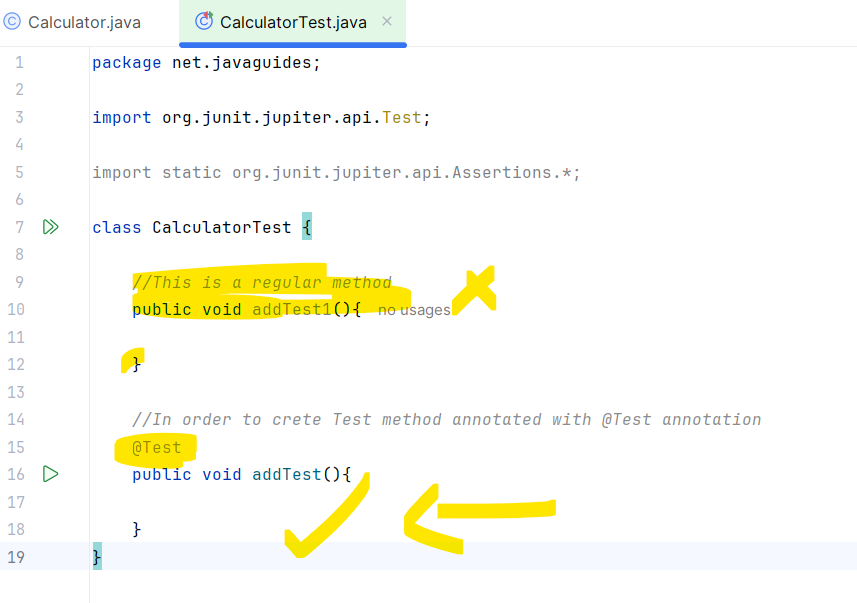 Calculator.java
CalculatorTest.java
1 package net.javaguides;
2
3 import org.junit.jupiter.api.Test;
4
5 import static org.junit.jupiter.api.Assertions.*;
6
7 class CalculatorTest {
8
9 //This is a regular method
10 public void addTest1(){ no usages
11
12 }
13
14 //In order to crete Test method annotated with @Test annotation
15 @Test
16 public void addTest(){
17
18 }
19 }